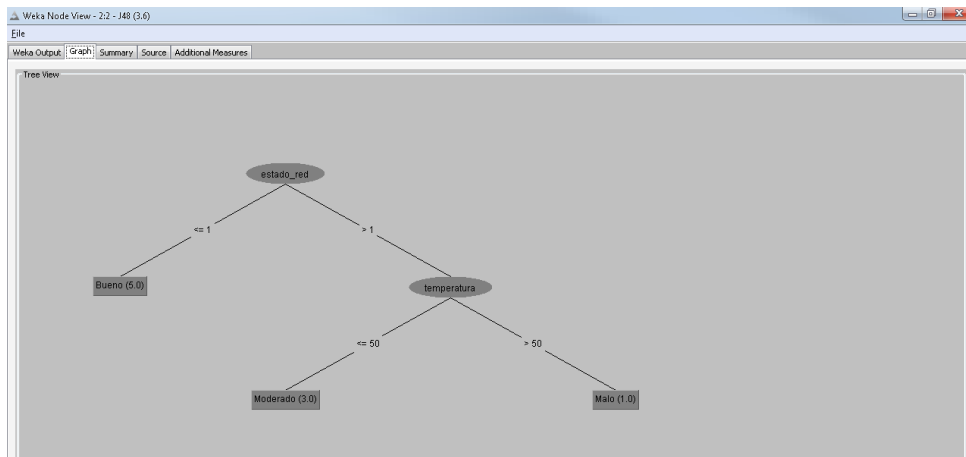 Weka Node View - 2:2 - J48 (3.6)
File
Weka Output Graph Summary Source Additional Measures
Tree View
estado_red
<= 1 > 1
Bueno (5.0) temperatura
<= 50 > 50
Moderado (3.0) Malo (1.0)